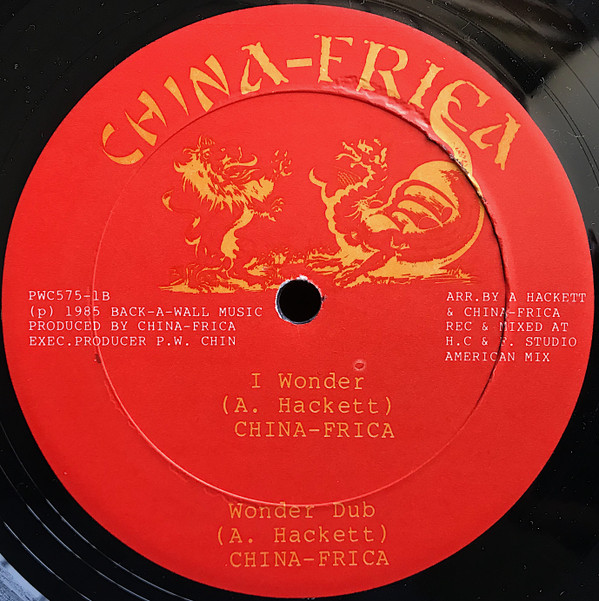 CHINA-FRICA
PWC575-1B
(p) 1985 BACK-A-WALL MUSIC
PRODUCED BY CHINA-FRICA
EXEC.PRODUCER P.W. CHIN
ARR.BY A HACKETT
& CHINA-FRICA
REC & MIXED AT
H.C & F. STUDIO
AMERICAN MIX
I Wonder
(A. Hackett)
CHINA-FRICA
Wonder Dub
(A. Hackett)
CHINA-FRICA